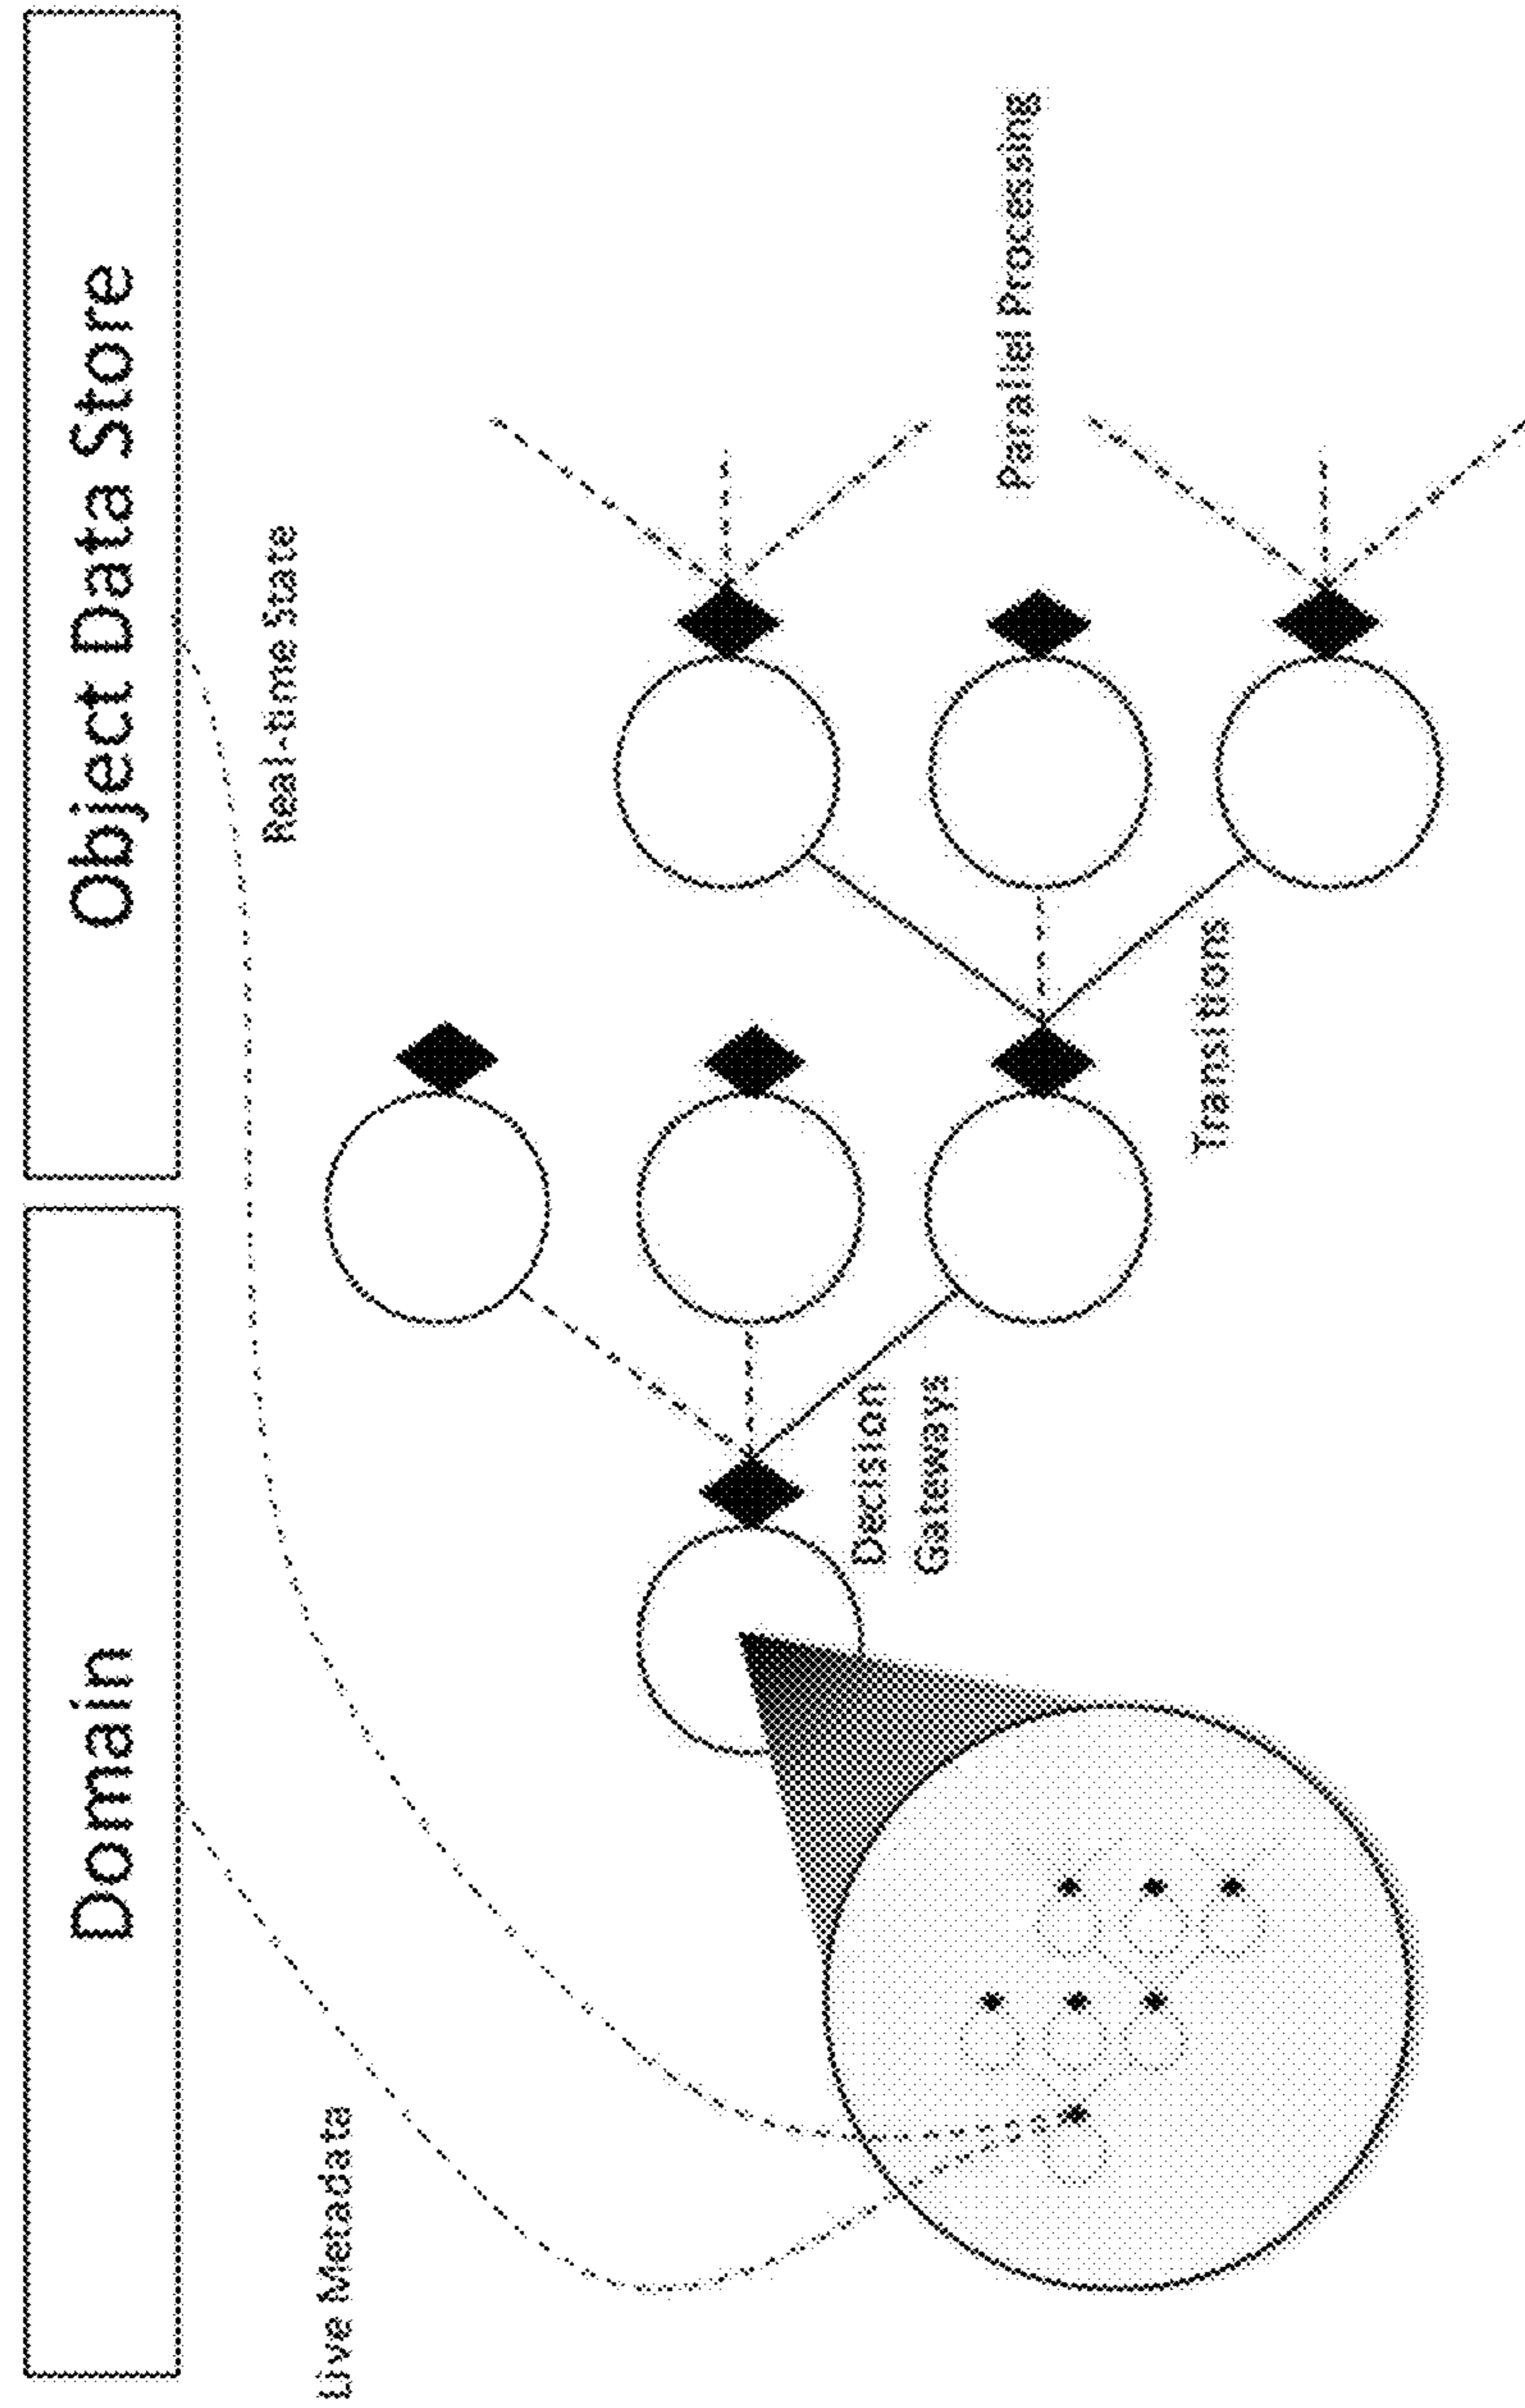 Domain
Object Data Store
Live Metadata
Real-time State
Decision
Gateways
Transitions
Parallel Processing